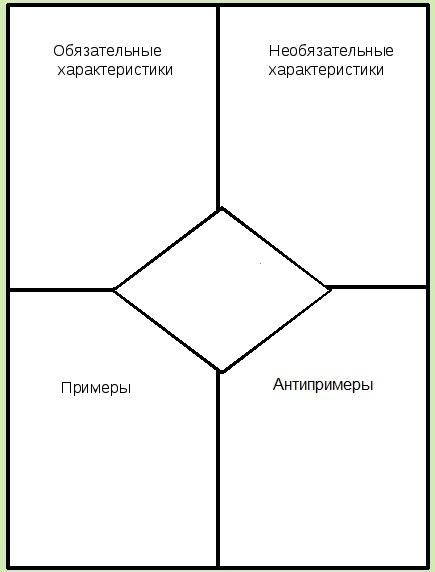 Обязательные
характеристики
Необязательные
характеристики
Примеры
Антипримеры